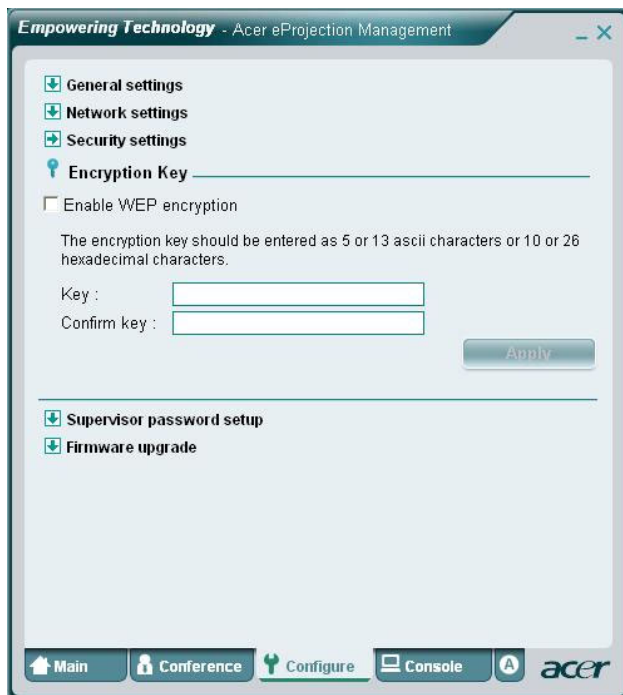 Empowering Technology - Acer eProjection Management
General settings
Network settings
Security settings
Encryption Key
Enable WEP encryption
The encryption key should be entered as 5 or 13 ascii characters or 10 or 26
hexadecimal characters.
Key :
Confirm key :
Apply
Supervisor password setup
Firmware upgrade
Main Conference Configure Console A acer